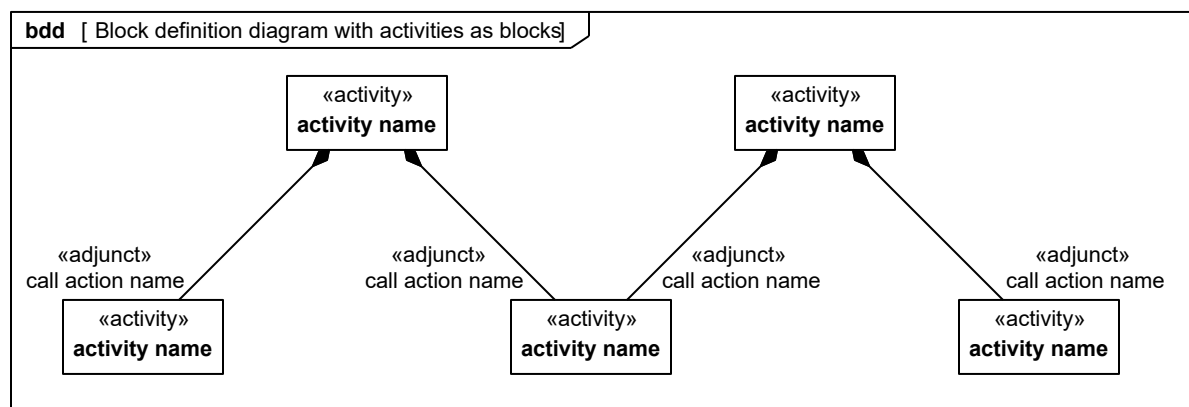 bdd [ Block definition diagram with activities as blocks]
«activity»
activity name
«activity»
activity name
«adjunct»
call action name
«adjunct»
call action name
«adjunct»
call action name
«adjunct»
call action name
«activity»
activity name
«activity»
activity name
«activity»
activity name